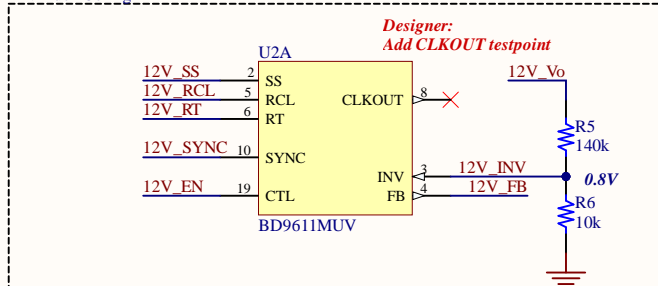 Designer:
Add CLKOUT testpoint
U2A
12V_SS 2 SS
12V_RCL 5 RCL
12V_RT 6 RT
CLKOUT 8
12V_Vo
R5
140k
12V_SYNC 10 SYNC
INV 3 12V_INV
0.8V
12V_EN 19 CTL
FB 4 12V_FB
R6
10k
BD9611MUV